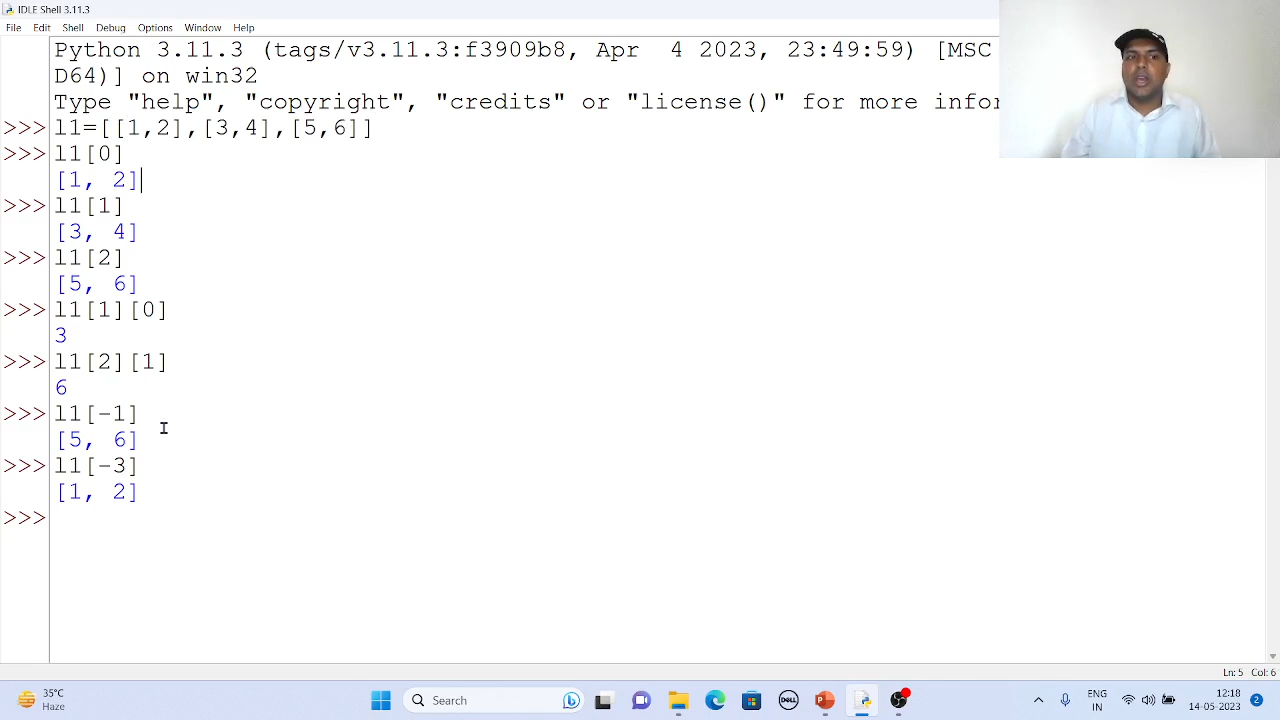 IDLE Shell 3.11.3
File Edit Shell Debug Options Window Help
Python 3.11.3 (tags/v3.11.3:f3909b8, Apr  4 2023, 23:49:59) [MSC
D64)] on win32
Type "help", "copyright", "credits" or "license()" for more infor
>>> l1=[[1,2],[3,4],[5,6]]
>>> l1[0]
[1, 2]
>>> l1[1]
[3, 4]
>>> l1[2]
[5, 6]
>>> l1[1][0]
3
>>> l1[2][1]
6
>>> l1[-1]
[5, 6]
>>> l1[-3]
[1, 2]
>>>
Ln: 5 Col: 6
35°C
Haze
Search
DELL
ENG
IN
12:18
14-05-2023
2